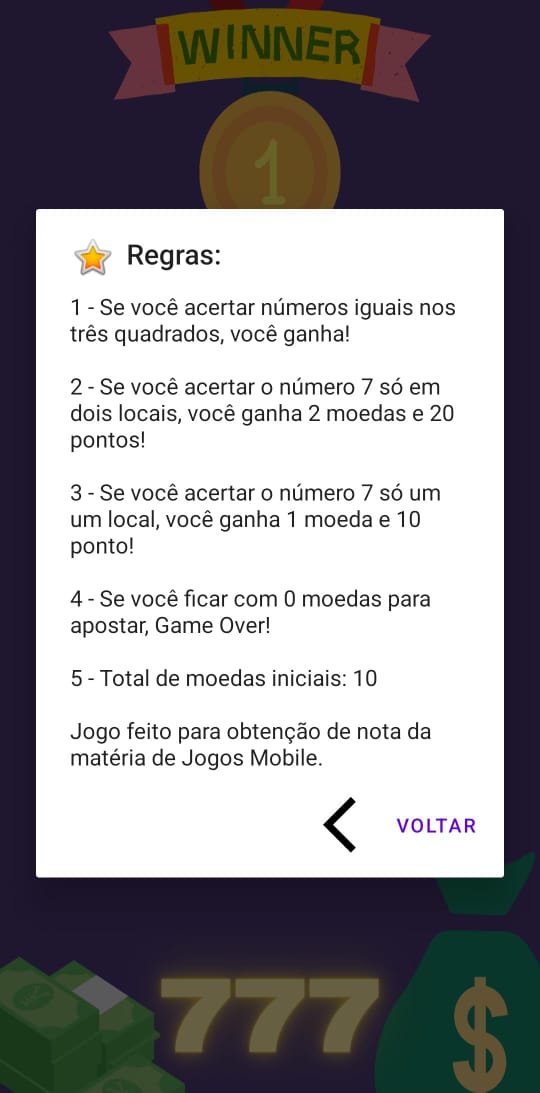 WINNER
1
Regras:
1 - Se você acertar números iguais nos
três quadrados, você ganha!
2 - Se você acertar o número 7 só em
dois locais, você ganha 2 moedas e 20
pontos!
3 - Se você acertar o número 7 só um
um local, você ganha 1 moeda e 10
ponto!
4 - Se você ficar com 0 moedas para
apostar, Game Over!
5 - Total de moedas iniciais: 10
Jogo feito para obtenção de nota da
matéria de Jogos Mobile.
VOLTAR
777
$